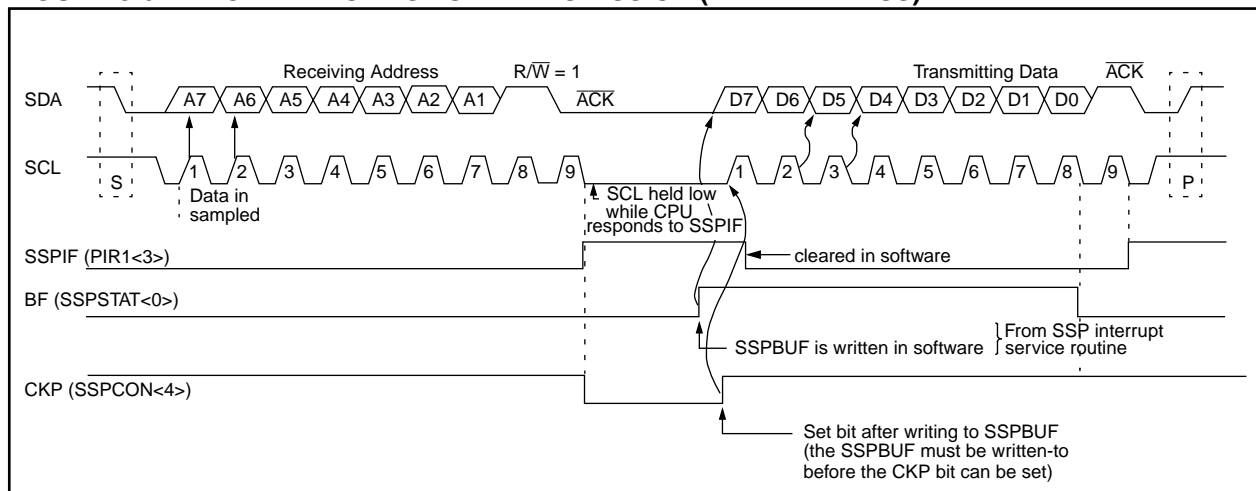 Receiving Address R/W = 1 Transmitting Data ACK
SDA A7 A6 A5 A4 A3 A2 A1 ACK D7 D6 D5 D4 D3 D2 D1 D0
SCL S 1 2 3 4 5 6 7 8 9 1 2 3 4 5 6 7 8 9 P
Data in
sampled
SCL held low
while CPU
responds to SSPIF
SSPIF (PIR1<3>)
cleared in software
BF (SSPSTAT<0>)
SSPBUF is written in software
From SSP interrupt
service routine
CKP (SSPCON<4>)
Set bit after writing to SSPBUF
(the SSPBUF must be written-to
before the CKP bit can be set)